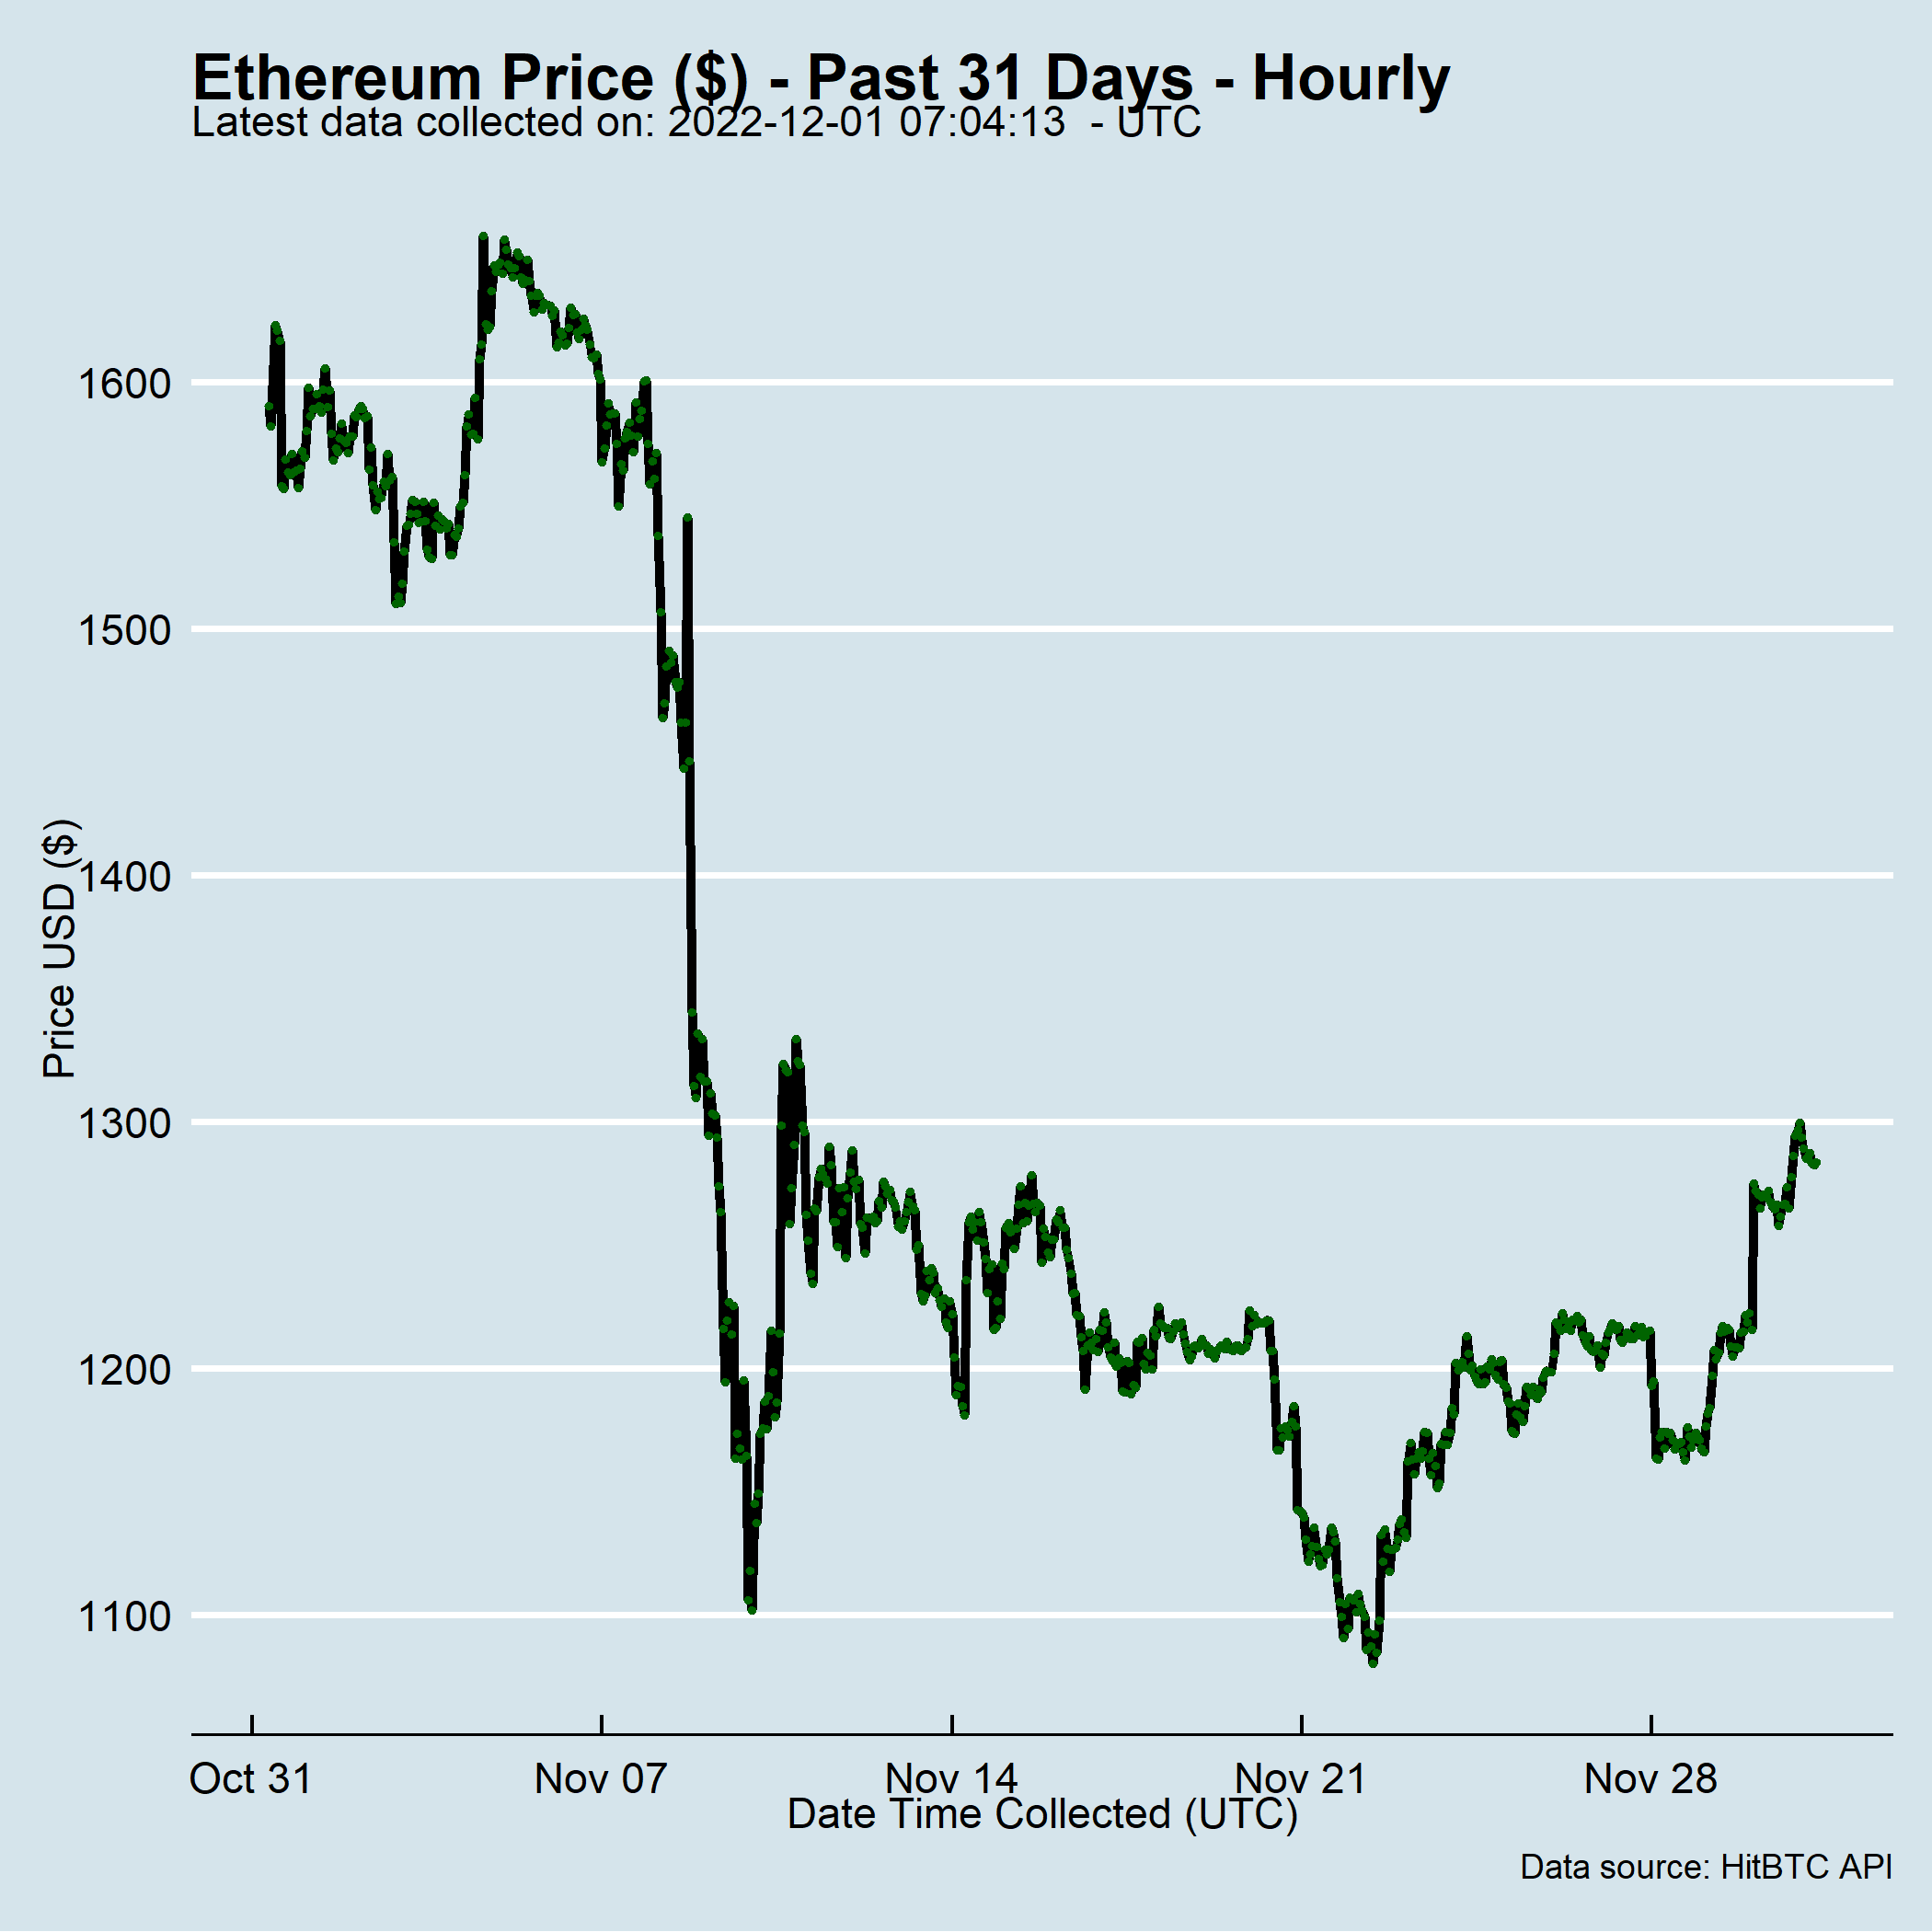 Ethereum Price ($) - Past 31 Days - Hourly
Latest data collected on: 2022-12-01 07:04:13  - UTC
Price USD ($)
1600
1500
1400
1300
1200
1100
Oct 31
Nov 07
Nov 14
Nov 21
Nov 28
Date Time Collected (UTC)
Data source: HitBTC API